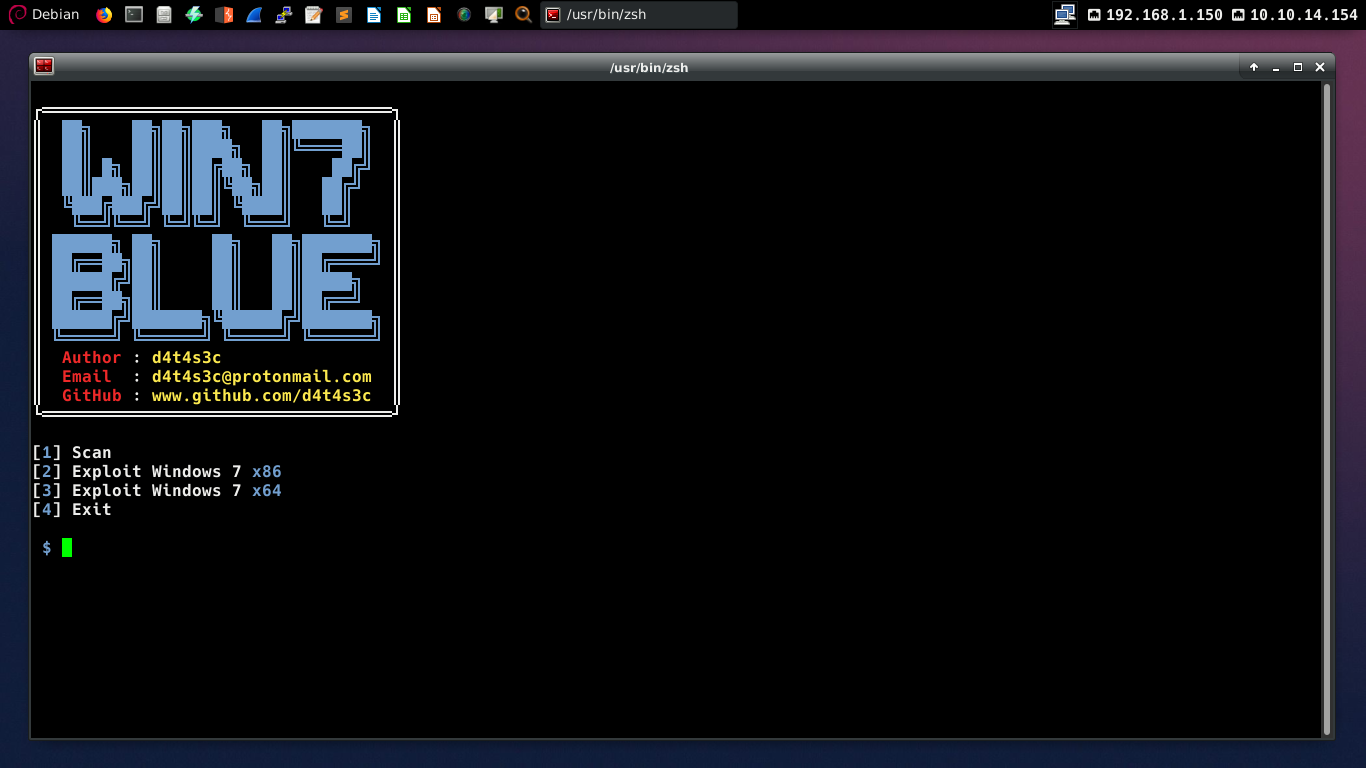 Debian
/usr/bin/zsh
192.168.1.150
10.10.14.154
/usr/bin/zsh
WIN7
BLUE
Author : d4t4s3c
Email : d4t4s3c@protonmail.com
GitHub : www.github.com/d4t4s3c
[1] Scan
[2] Exploit Windows 7 x86
[3] Exploit Windows 7 x64
[4] Exit
$